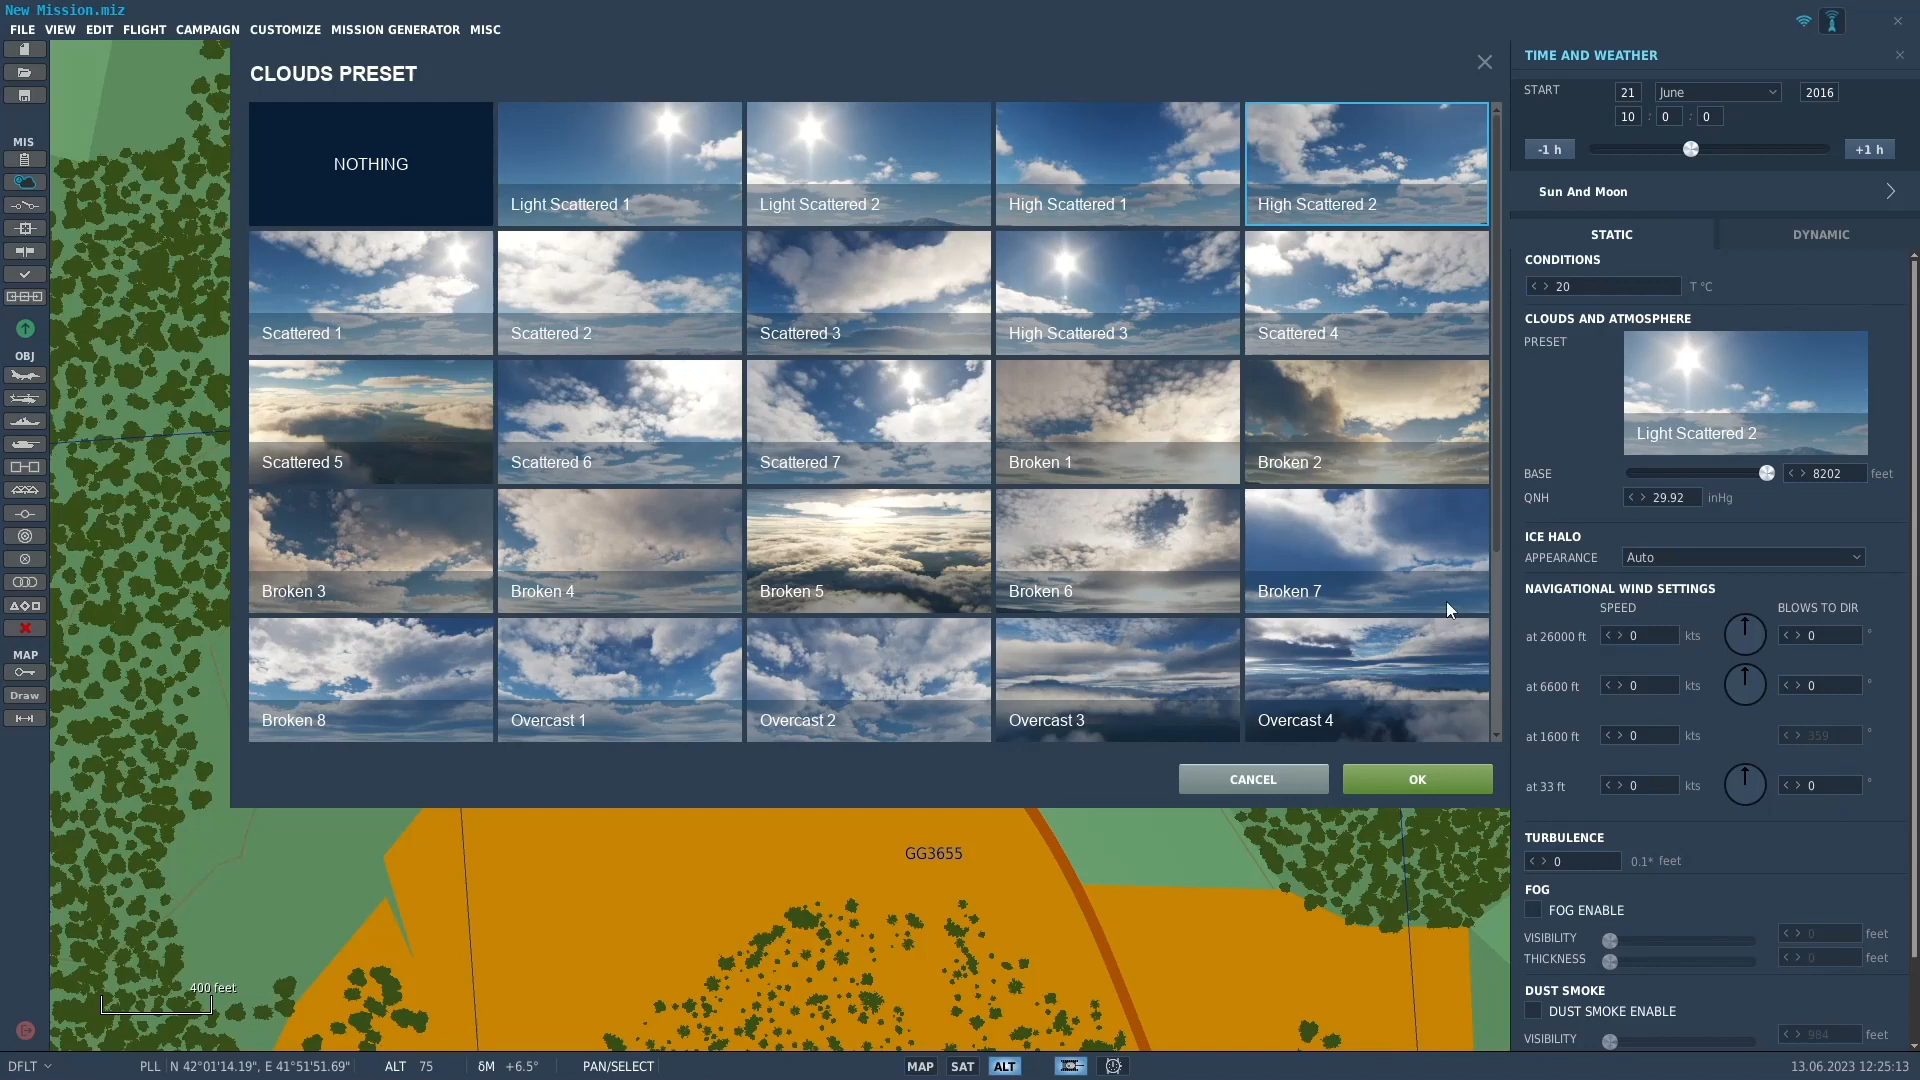 New Mission.miz
FILE VIEW EDIT FLIGHT CAMPAIGN CUSTOMIZE MISSION GENERATOR MISC
MIS
OBJ
MAP
Draw
CLOUDS PRESET
NOTHING
Light Scattered 1
Light Scattered 2
High Scattered 1
High Scattered 2
Scattered 1
Scattered 2
Scattered 3
High Scattered 3
Scattered 4
Scattered 5
Scattered 6
Scattered 7
Broken 1
Broken 2
Broken 3
Broken 4
Broken 5
Broken 6
Broken 7
Broken 8
Overcast 1
Overcast 2
Overcast 3
Overcast 4
CANCEL OK
GG3655
400 feet
TIME AND WEATHER
START 21 June 2016
10 : 0 : 0
-1 h +1 h
Sun And Moon
STATIC DYNAMIC
CONDITIONS
20 T °C
CLOUDS AND ATMOSPHERE
PRESET
Light Scattered 2
BASE 8202 feet
QNH 29.92 inHg
ICE HALO
APPEARANCE Auto
NAVIGATIONAL WIND SETTINGS
SPEED BLOWS TO DIR
at 26000 ft 0 kts 0 °
at 6600 ft 0 kts 0 °
at 1600 ft 0 kts 359 °
at 33 ft 0 kts 0 °
TURBULENCE
0 0.1* feet
FOG
FOG ENABLE
VISIBILITY 0 feet
THICKNESS 0 feet
DUST SMOKE
DUST SMOKE ENABLE
VISIBILITY 984 feet
DFLT PLL N 42°01'14.19", E 41°51'51.69" ALT 75 δM +6.5° PAN/SELECT MAP SAT ALT 13.06.2023 12:25:13